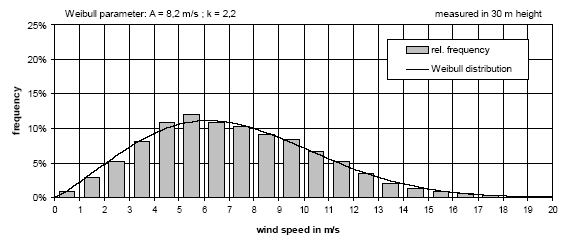 Weibull parameter: A = 8,2 m/s ; k = 2,2 measured in 30 m height
25%
20%
15%
10%
5%
0%
frequency
rel. frequency
Weibull distribution
0 1 2 3 4 5 6 7 8 9 10 11 12 13 14 15 16 17 18 19 20
wind speed in m/s